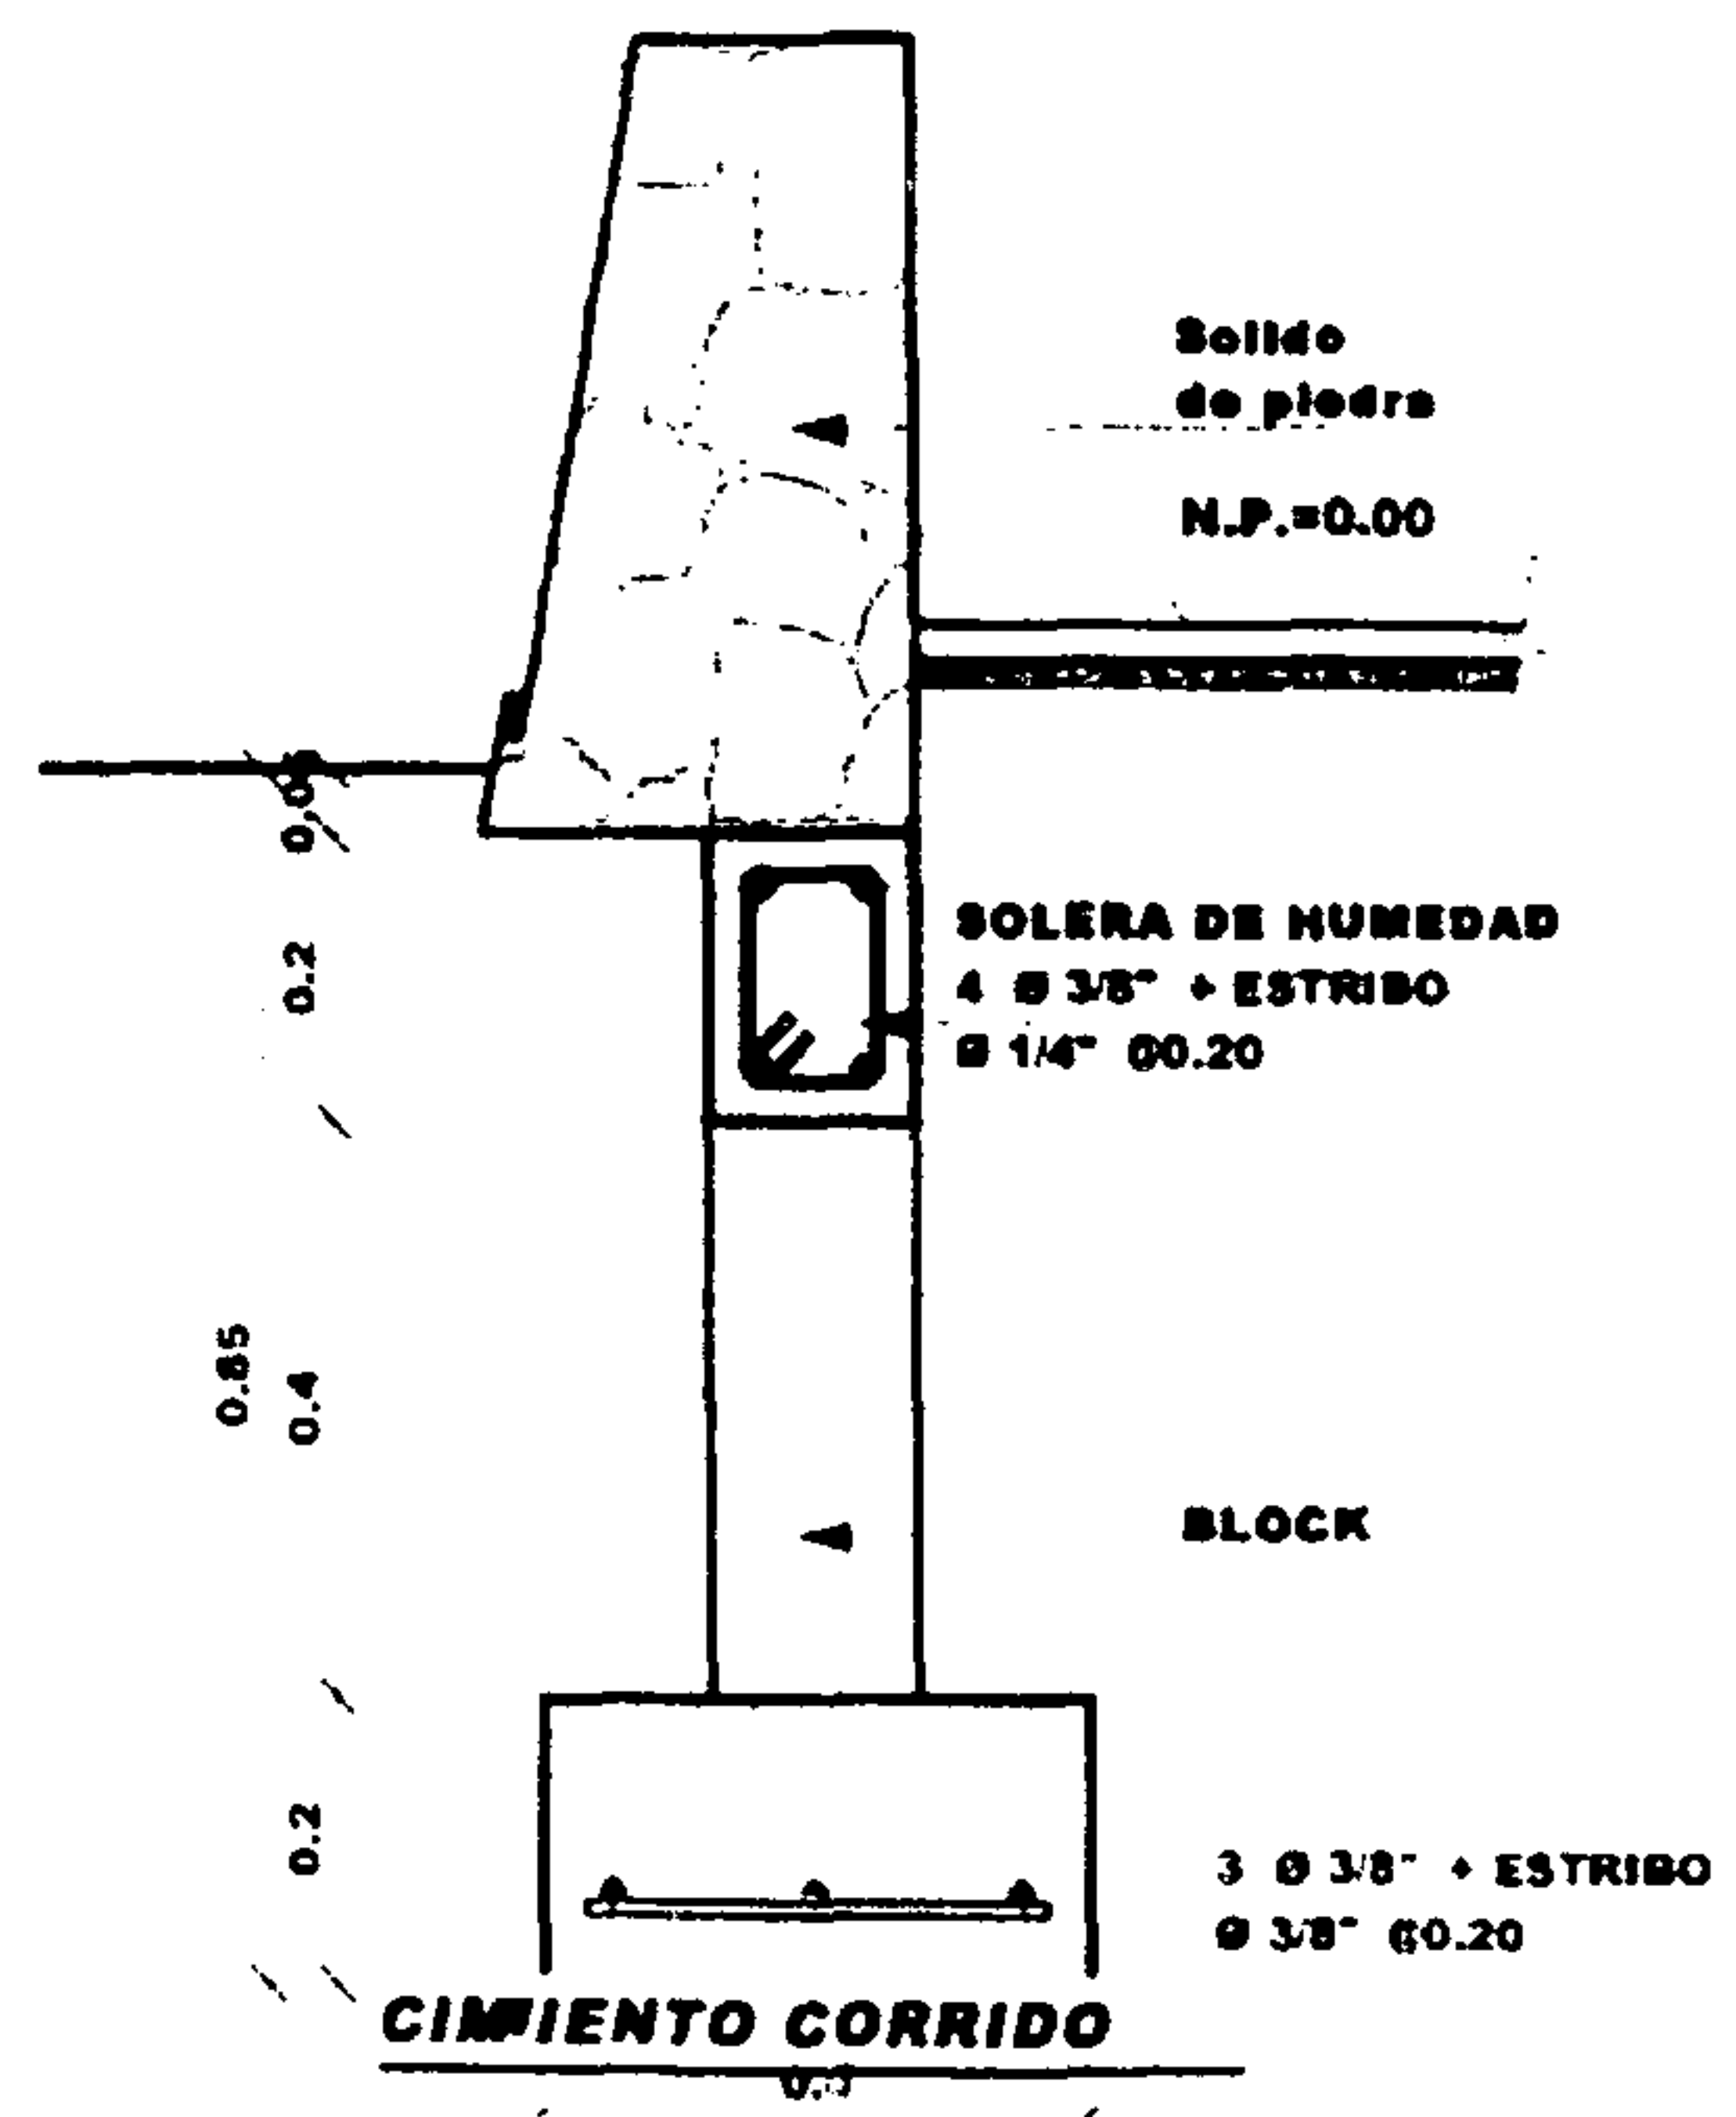 Solido
de piedra
N.P.=0.00
SOLERA DE HUMEDAD
4 Ø 3/8" + ESTRIBO
Ø 1/4" @0.20
0.2
0.85
0.4
BLOCK
0.2
3 Ø 3/8" + ESTRIBO
Ø 3/8" @0.20
CIMIENTO CORRIDO